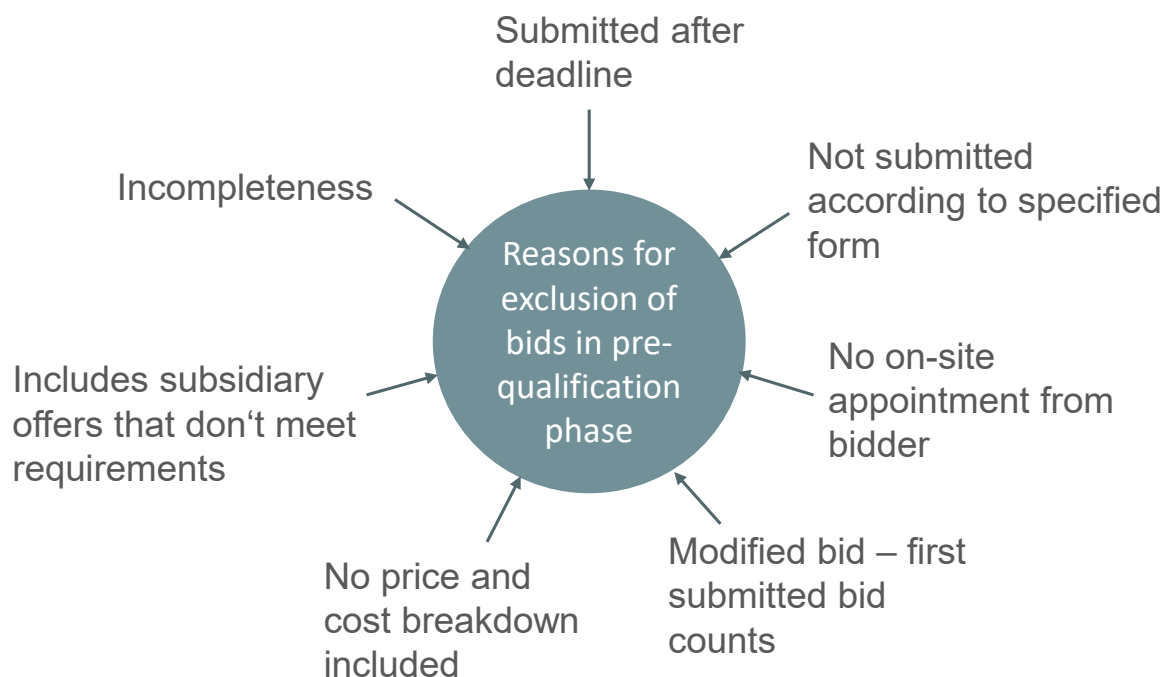 Submitted after
deadline
Not submitted
according to specified
form
Incompleteness
Reasons for
exclusion of
bids in pre-
qualification
phase
No on-site
appointment from
bidder
Includes subsidiary
offers that don‘t meet
requirements
Modified bid – first
submitted bid
counts
No price and
cost breakdown
included